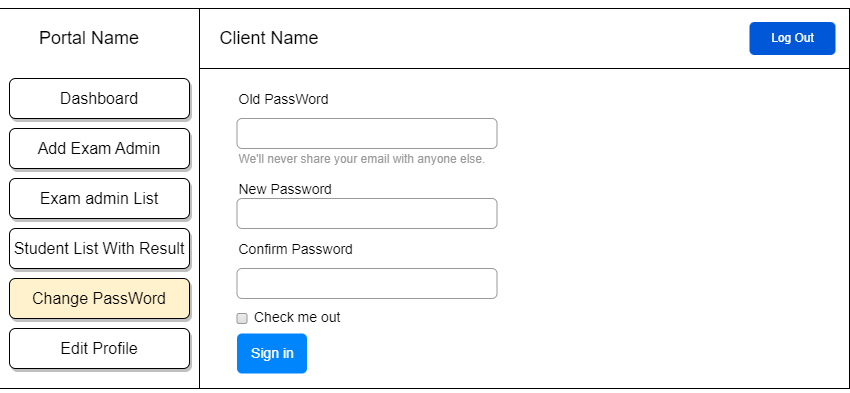 Portal Name
Client Name
Log Out
Dashboard
Add Exam Admin
Exam admin List
Student List With Result
Change PassWord
Edit Profile
Old PassWord
We'll never share your email with anyone else.
New Password
Confirm Password
Check me out
Sign in